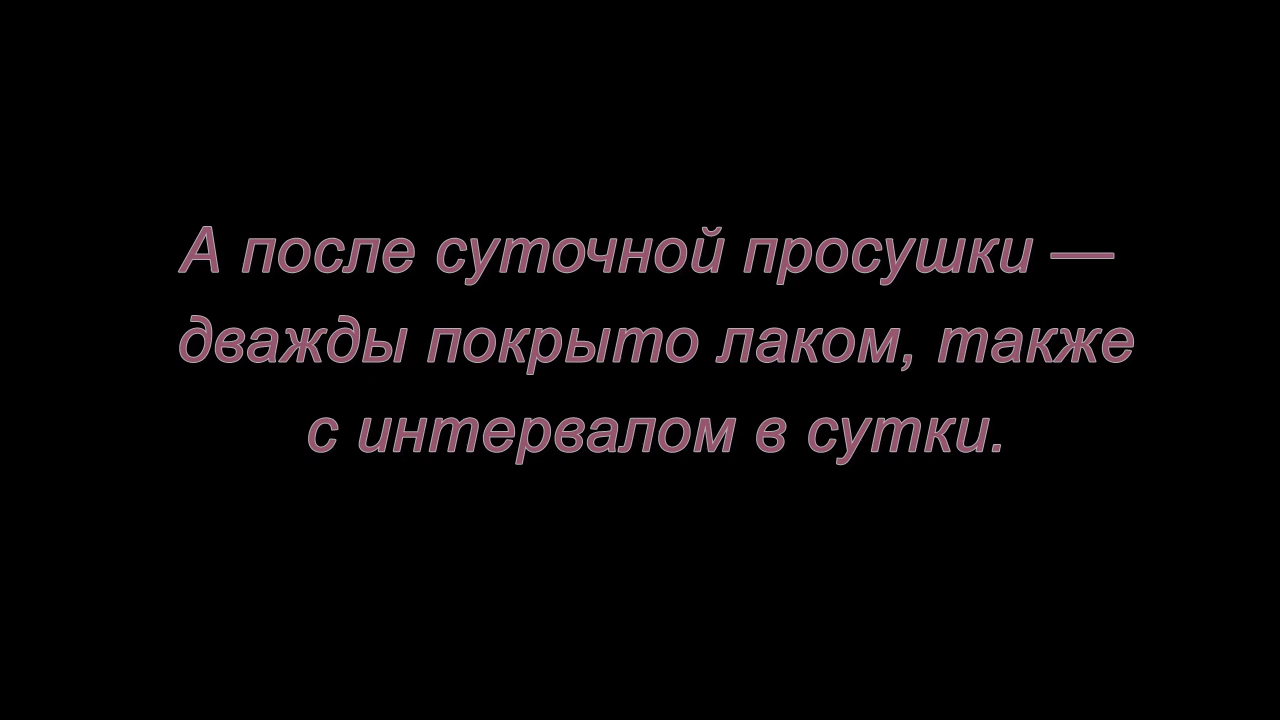 А после суточной просушки —
дважды покрыто лаком, также
с интервалом в сутки.